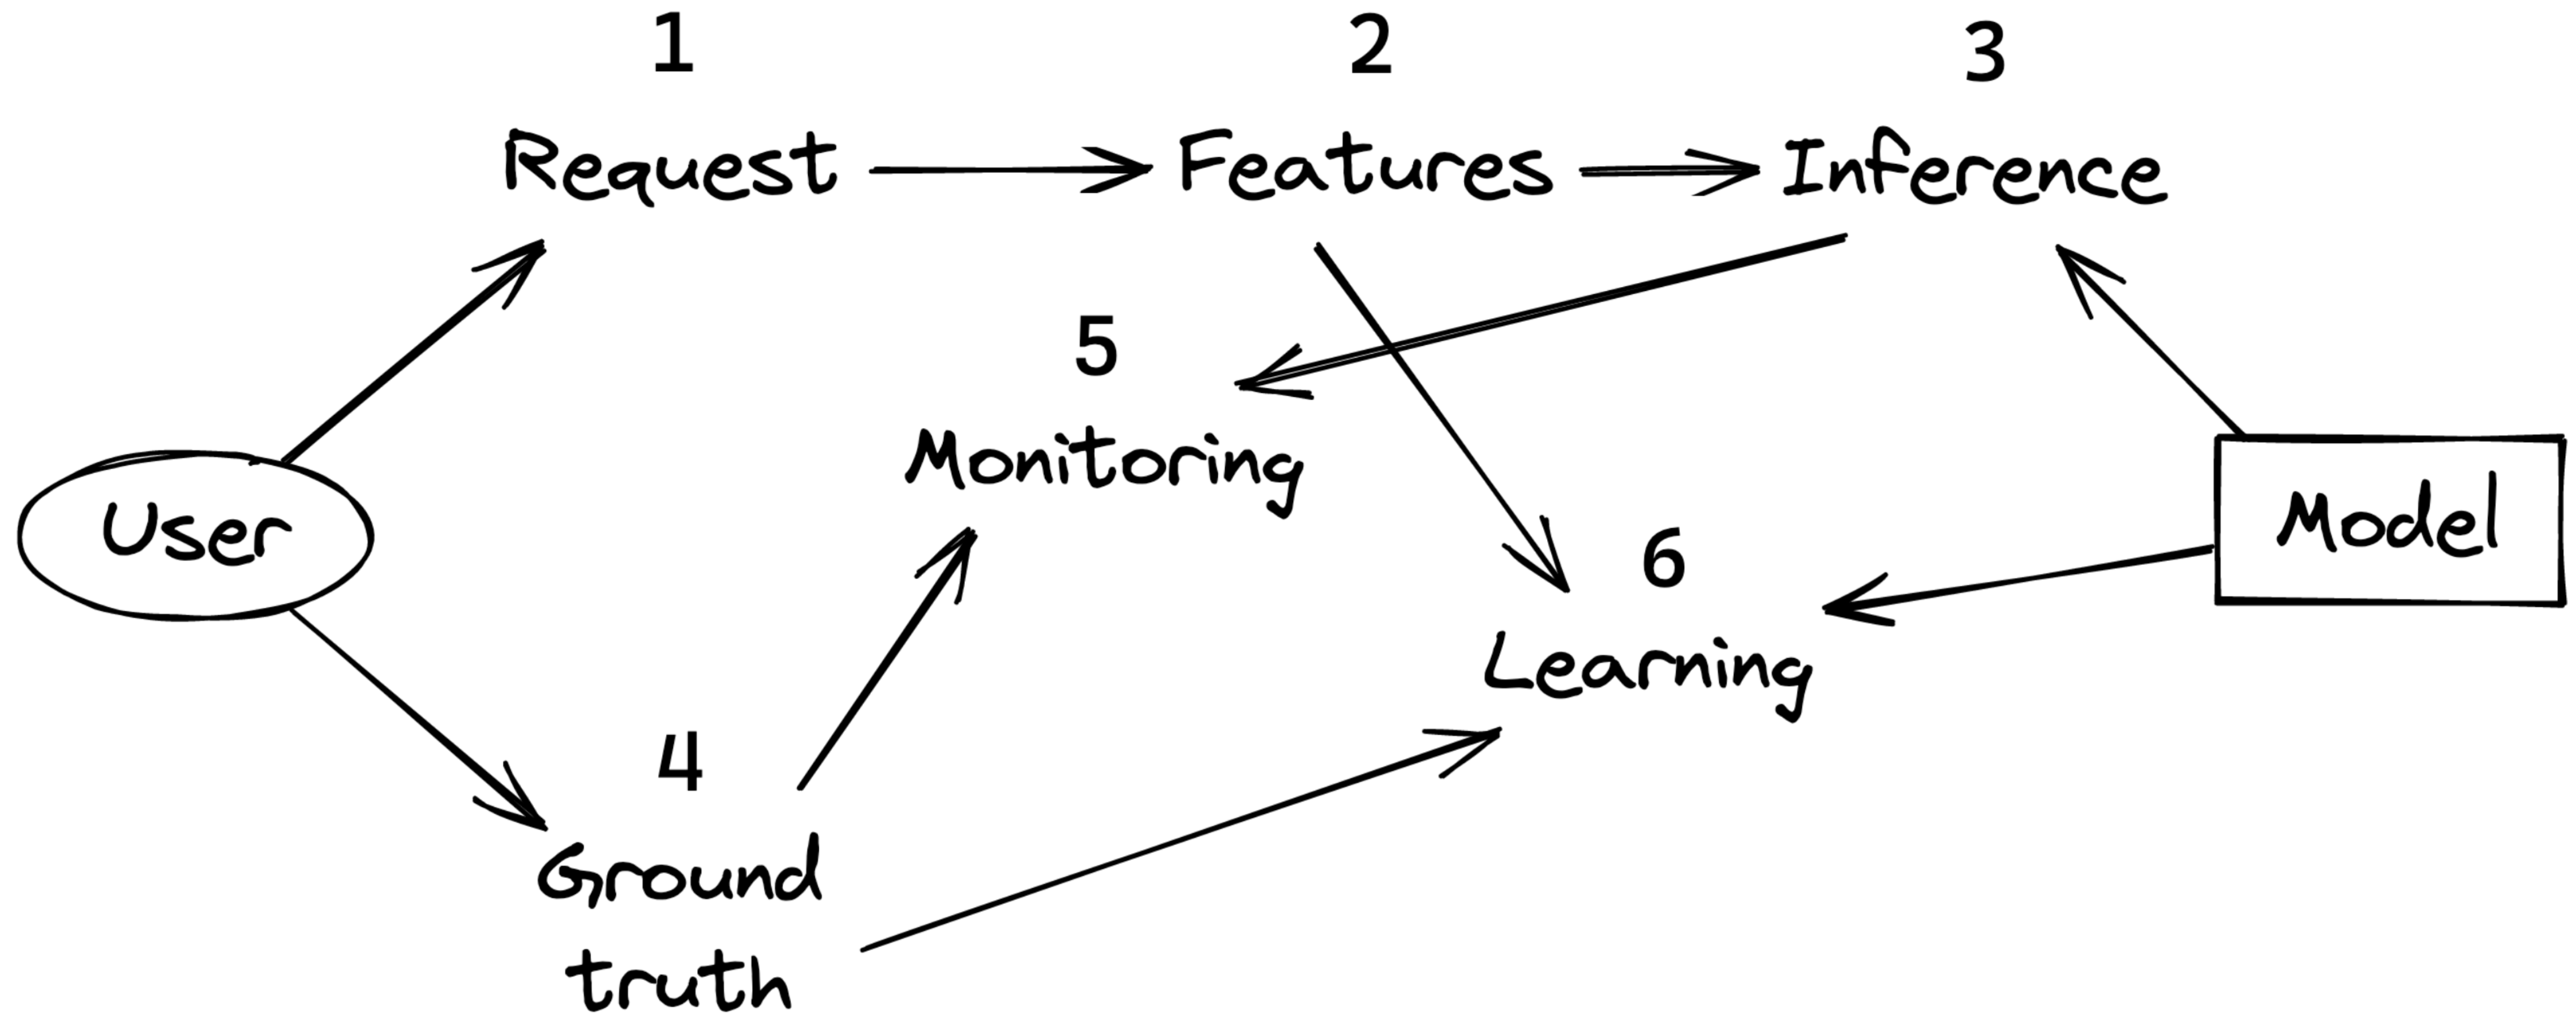 1
2
3
Request
Features
Inference
5
Monitoring
User
Model
6
Learning
4
Ground
truth